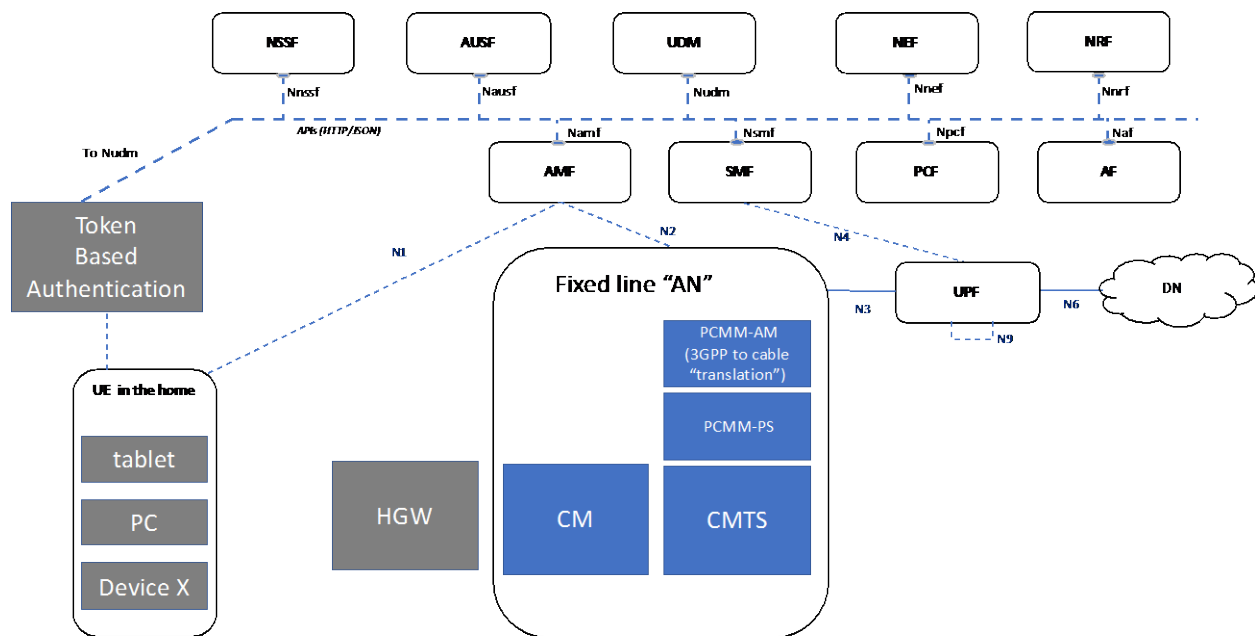 NSSF
AUSF
UDM
NEF
NRF
Nnssf
Nausf
Nudm
Nnef
Nnrf
APIs (HTTP/JSON)
Namf
Nsmf
Npcf
Naf
To Nudm
AMF
SMF
PCF
AF
Token
Based
Authentication
N1
N2
N4
Fixed line “AN”
UPF
DN
N3
N6
N9
PCMM-AM
(3GPP to cable
“translation”)
UE in the home
PCMM-PS
tablet
PC
Device X
HGW
CM
CMTS